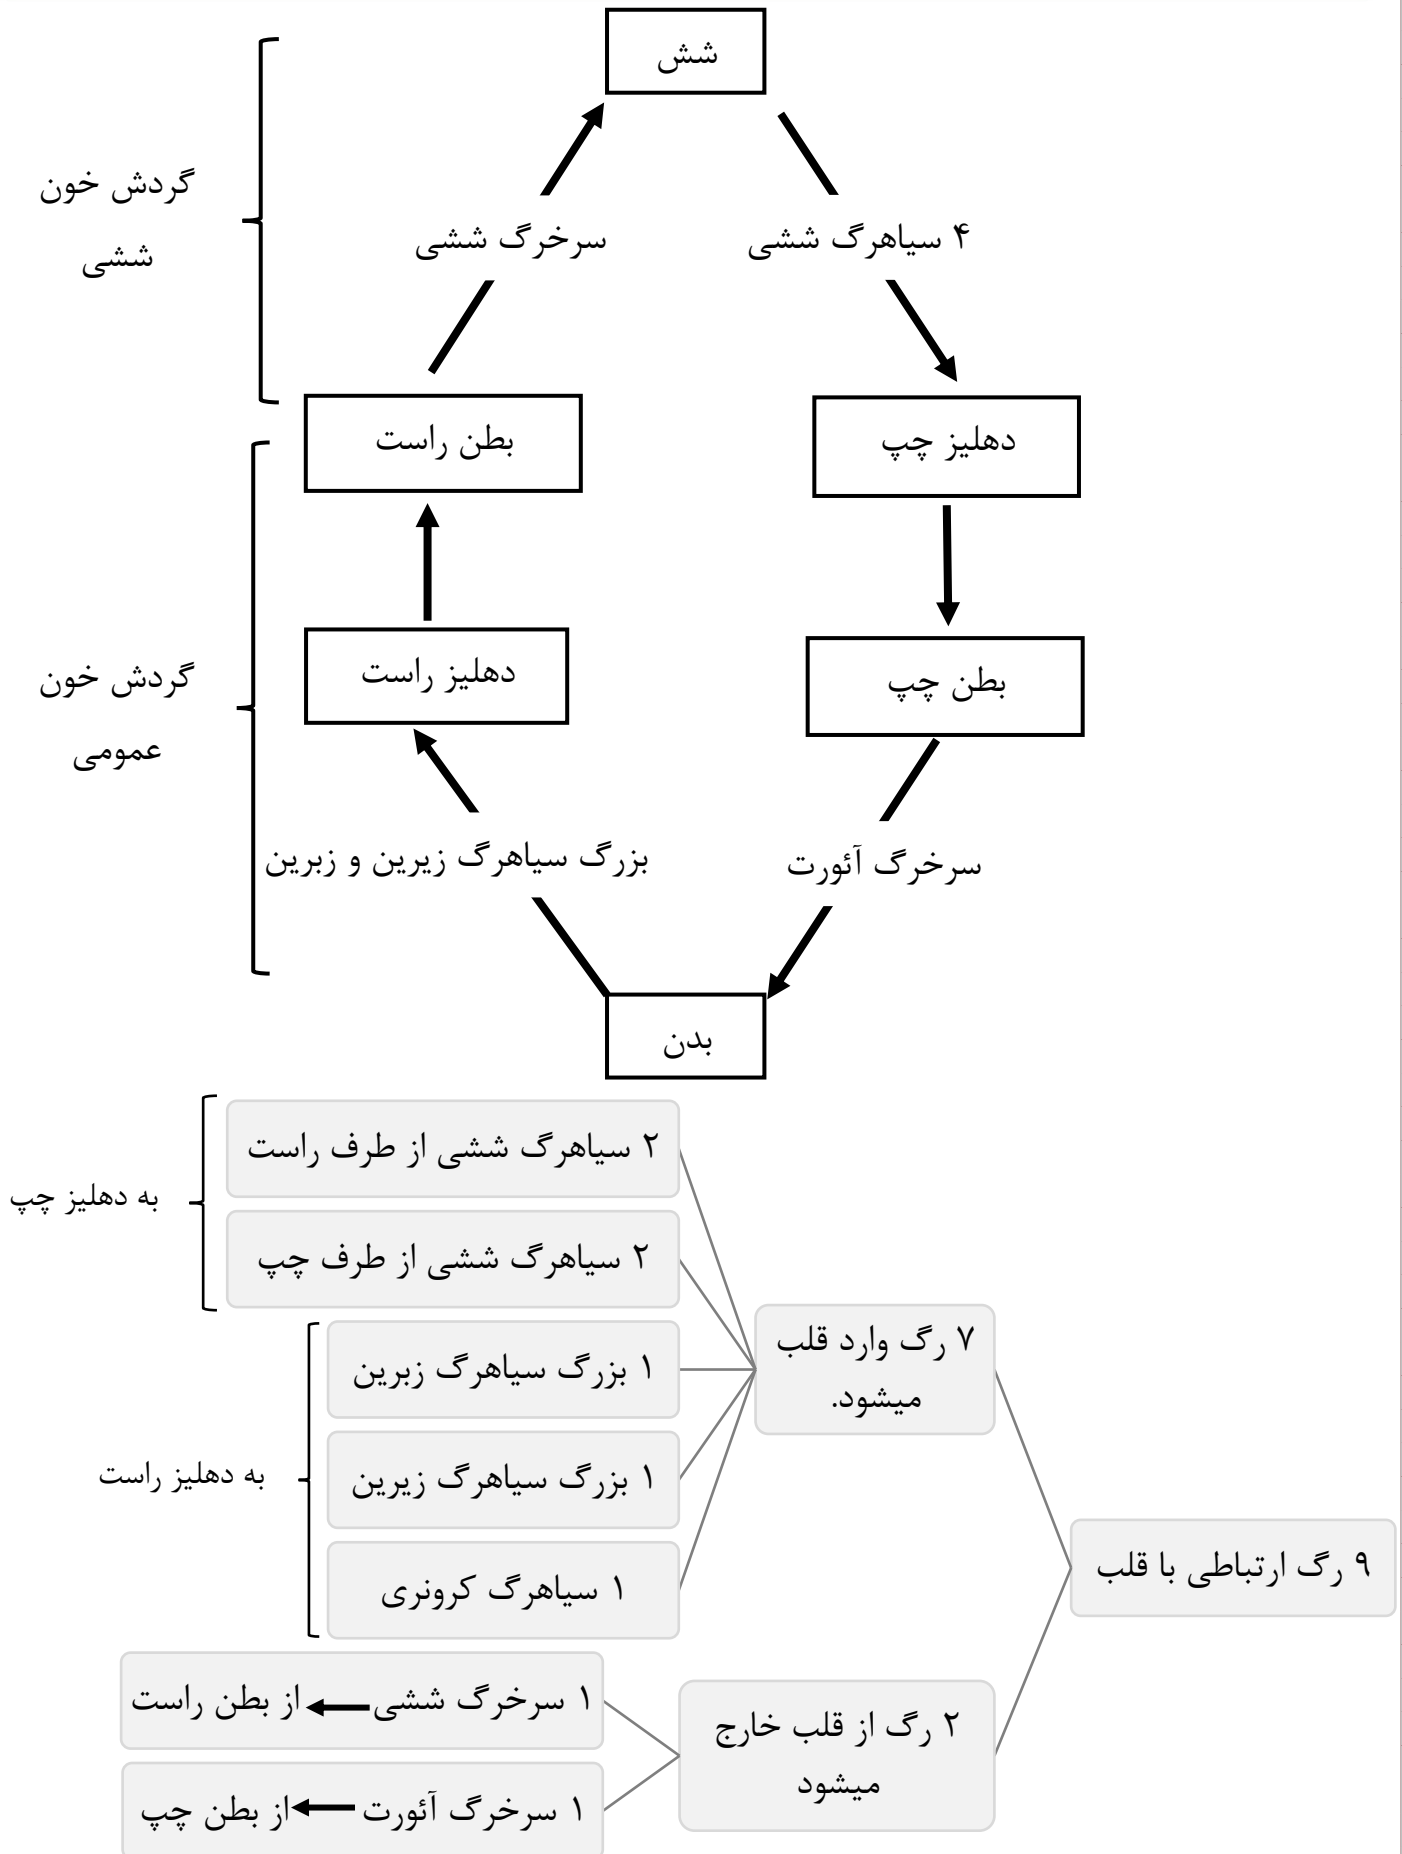 شش
گردش خون
ششی
سرخرگ ششی
۴ سیاهرگ ششی
بطن راست
دهلیز چپ
گردش خون
عمومی
دهلیز راست
بطن چپ
بزرگ سیاهرگ زیرین و زبرین
سرخرگ آئورت
بدن
۹ رگ ارتباطی با قلب
۷ رگ وارد قلب
میشود.
۲ سیاهرگ ششی از طرف راست
۲ سیاهرگ ششی از طرف چپ
به دهلیز چپ
۱ بزرگ سیاهرگ زبرین
۱ بزرگ سیاهرگ زیرین
۱ سیاهرگ کرونری
به دهلیز راست
۲ رگ از قلب خارج
میشود
۱ سرخرگ ششی ← از بطن راست
۱ سرخرگ آئورت ← از بطن چپ